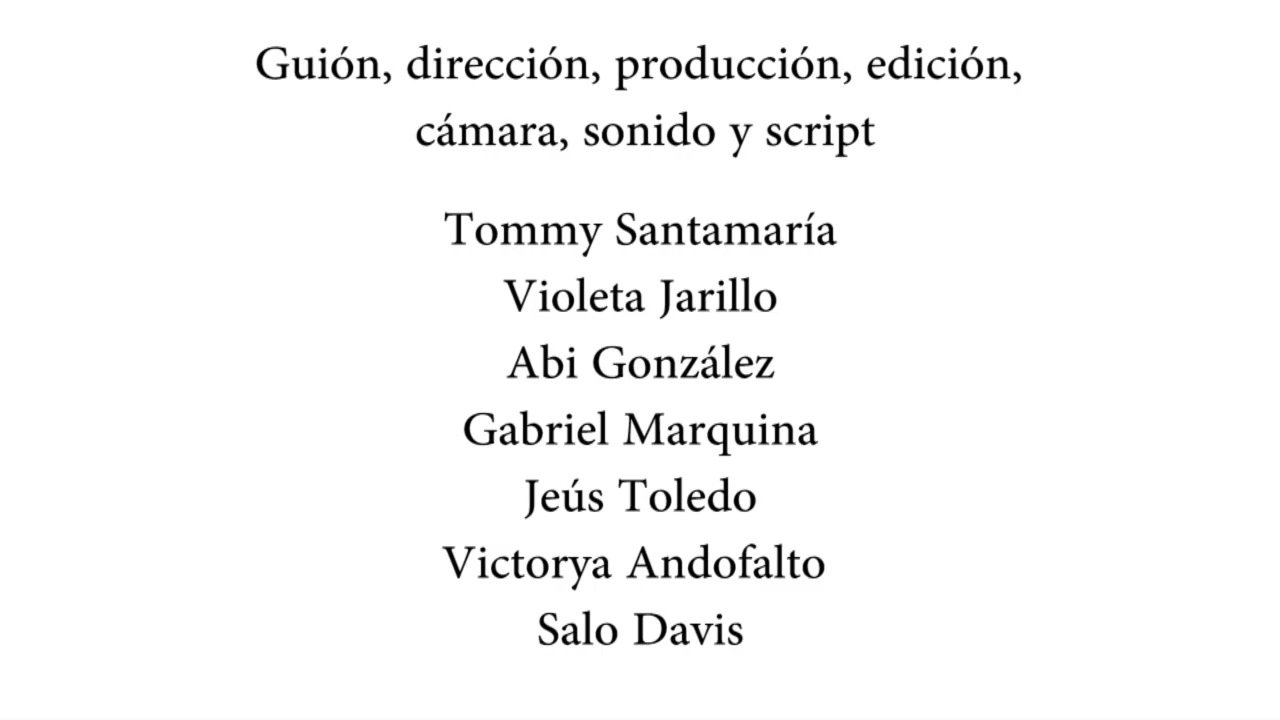 Guión, dirección, producción, edición,
cámara, sonido y script
Tommy Santamaría
Violeta Jarillo
Abi González
Gabriel Marquina
Jeús Toledo
Victorya Andofalto
Salo Davis